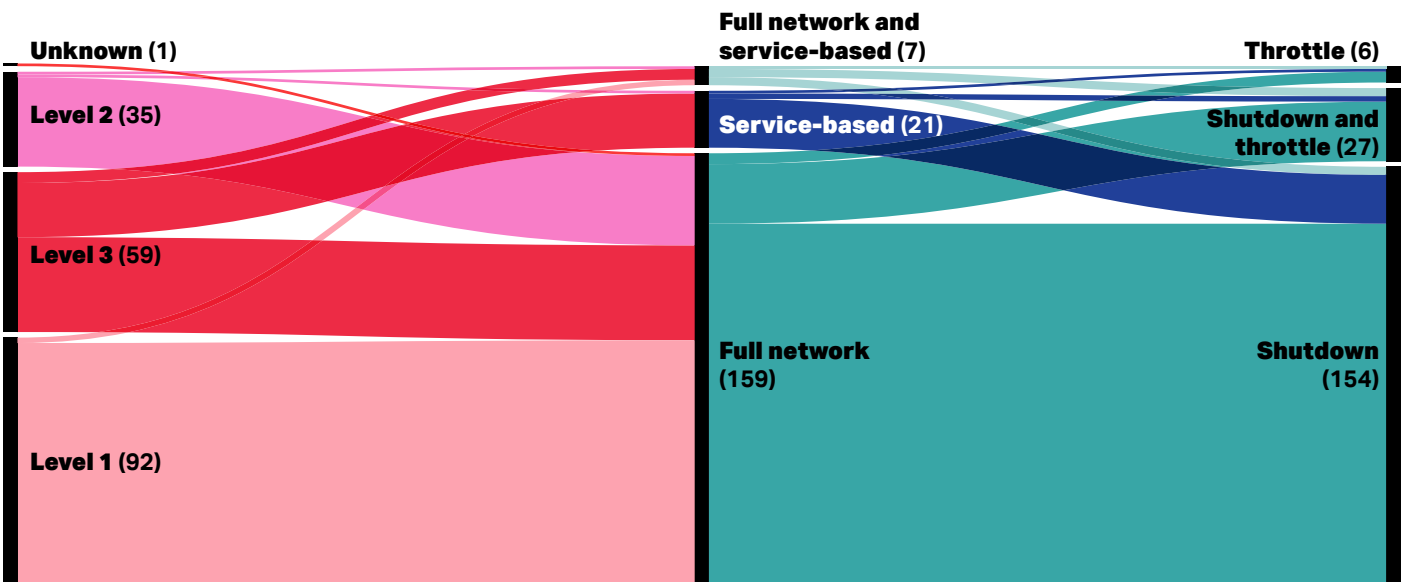 Unknown (1)
Level 2 (35)
Level 3 (59)
Level 1 (92)
Full network and
service-based (7)
Service-based (21)
Full network
(159)
Throttle (6)
Shutdown and
throttle (27)
Shutdown
(154)